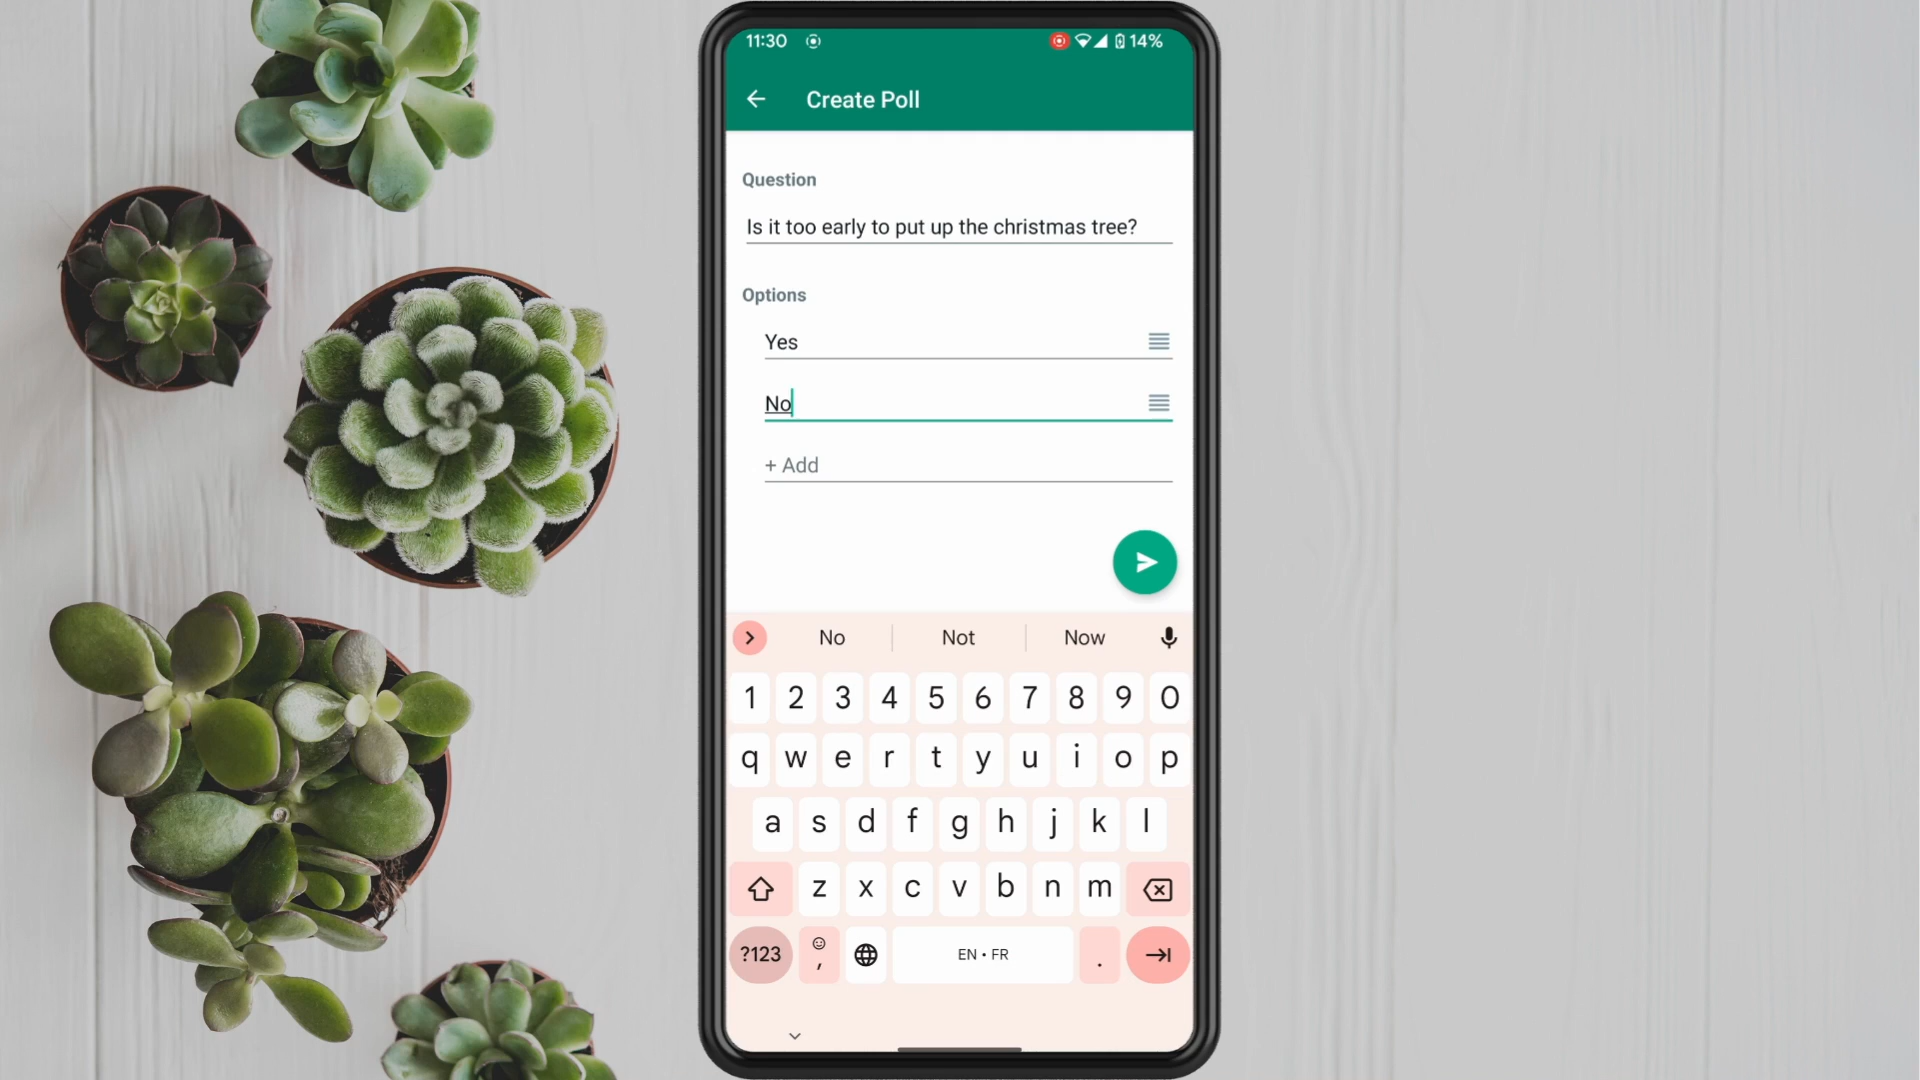 11:30 14%
Create Poll
Question
Is it too early to put up the christmas tree?
Options
Yes
No
+ Add
No Not Now
1 2 3 4 5 6 7 8 9 0
q w e r t y u i o p
a s d f g h j k l
z x c v b n m
?123 , EN • FR .